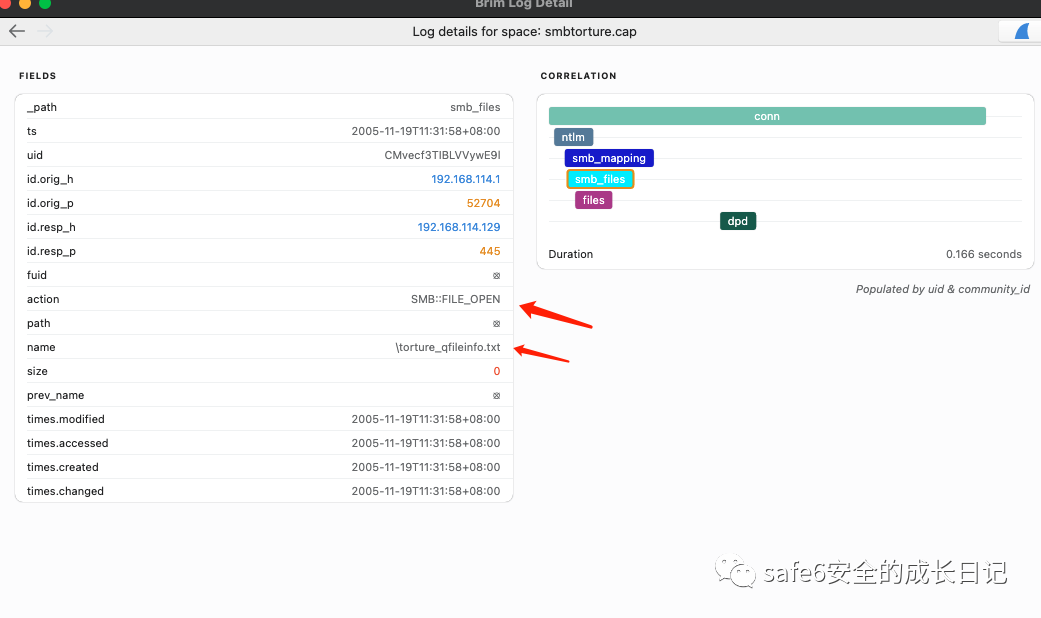 Brim Log Detail
Log details for space: smbtorture.cap
FIELDS
_path smb_files
ts 2005-11-19T11:31:58+08:00
uid CMvecf3TIBLVVywE9l
id.orig_h 192.168.114.1
id.orig_p 52704
id.resp_h 192.168.114.129
id.resp_p 445
fuid ⊗
action SMB::FILE_OPEN
path ⊗
name \torture_qfileinfo.txt
size 0
prev_name ⊗
times.modified 2005-11-19T11:31:58+08:00
times.accessed 2005-11-19T11:31:58+08:00
times.created 2005-11-19T11:31:58+08:00
times.changed 2005-11-19T11:31:58+08:00
CORRELATION
conn
ntlm
smb_mapping
smb_files
files
dpd
Duration 0.166 seconds
Populated by uid & community_id
safe6安全的成长日记